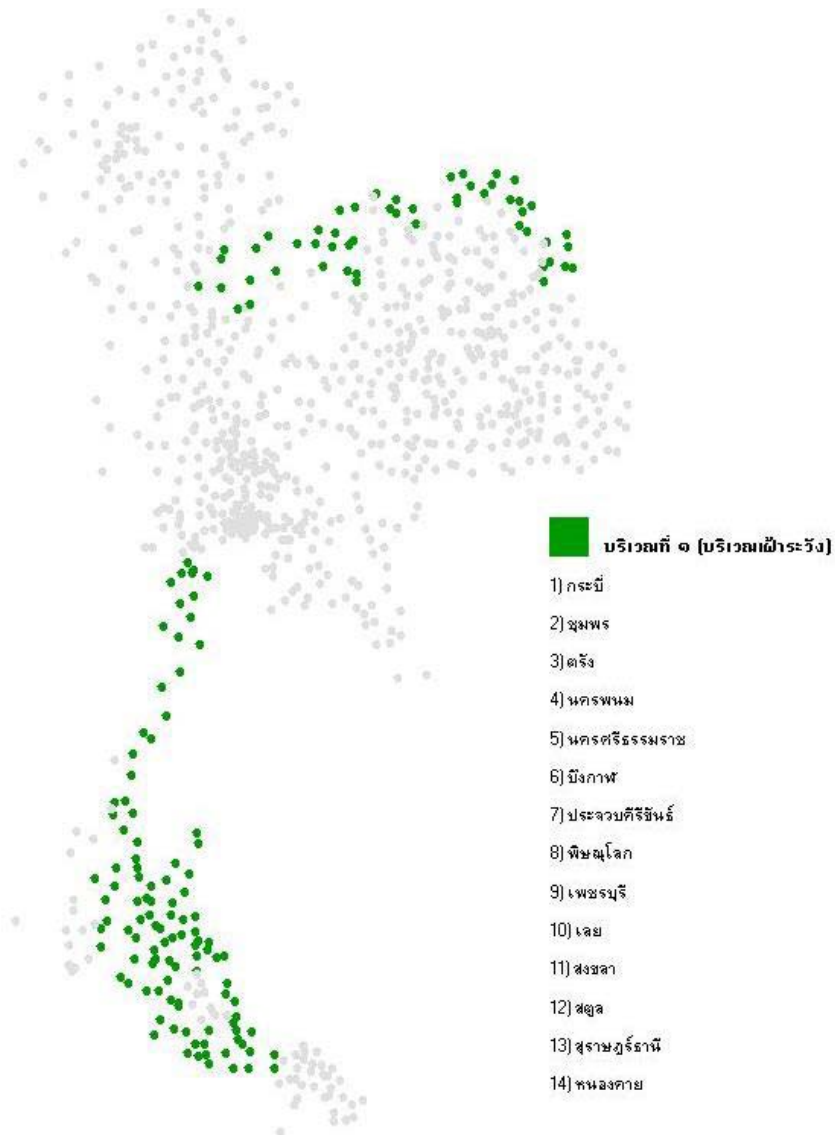 บริเวณที่ ๑ (บริเวณเฝ้าระวัง)
1) กระบี่
2) ชุมพร
3) ตรัง
4) นครพนม
5) นครศรีธรรมราช
6) บึงกาฬ
7) ประจวบคีรีขันธ์
8) พิษณุโลก
9) เพชรบุรี
10) เลย
11) สงขลา
12) สตูล
13) สุราษฎร์ธานี
14) หนองคาย